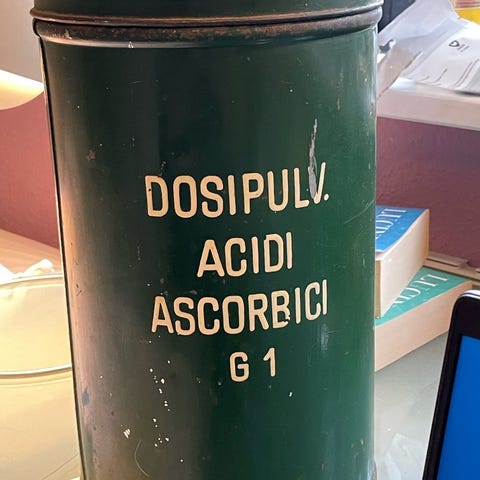 DOSIPULV.
ACIDI
ASCORBICI
G 1